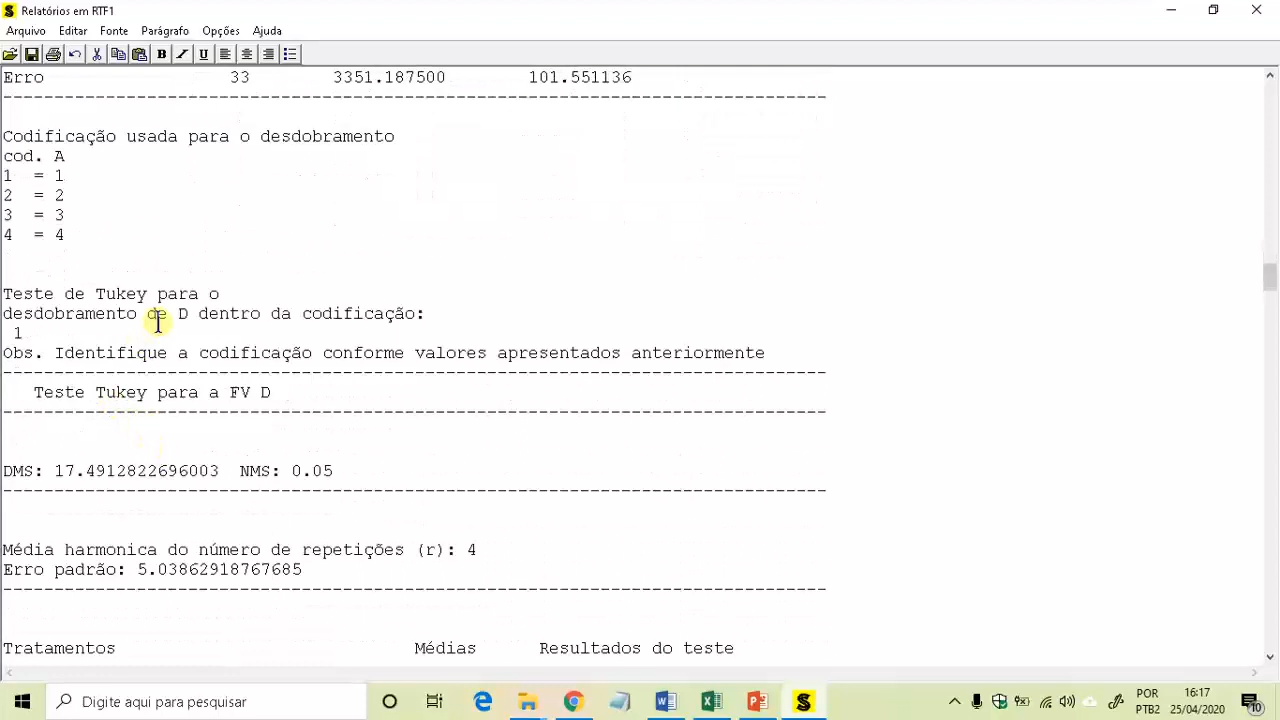 Relatórios em RTF1
Arquivo Editar Fonte Parágrafo Opções Ajuda
B I U
Erro 33 3351.187500 101.551136
--------------------------------------------------------------------------------
Codificação usada para o desdobramento
cod. A
1 = 1
2 = 2
3 = 3
4 = 4
Teste de Tukey para o
desdobramento de D dentro da codificação:
1
Obs. Identifique a codificação conforme valores apresentados anteriormente
--------------------------------------------------------------------------------
Teste Tukey para a FV D
--------------------------------------------------------------------------------
DMS: 17.4912822696003 NMS: 0.05
--------------------------------------------------------------------------------
Média harmonica do número de repetições (r): 4
Erro padrão: 5.03862918767685
--------------------------------------------------------------------------------
Tratamentos Médias Resultados do teste
Digite aqui para pesquisar
POR 16:17
PTB2 25/04/2020 10